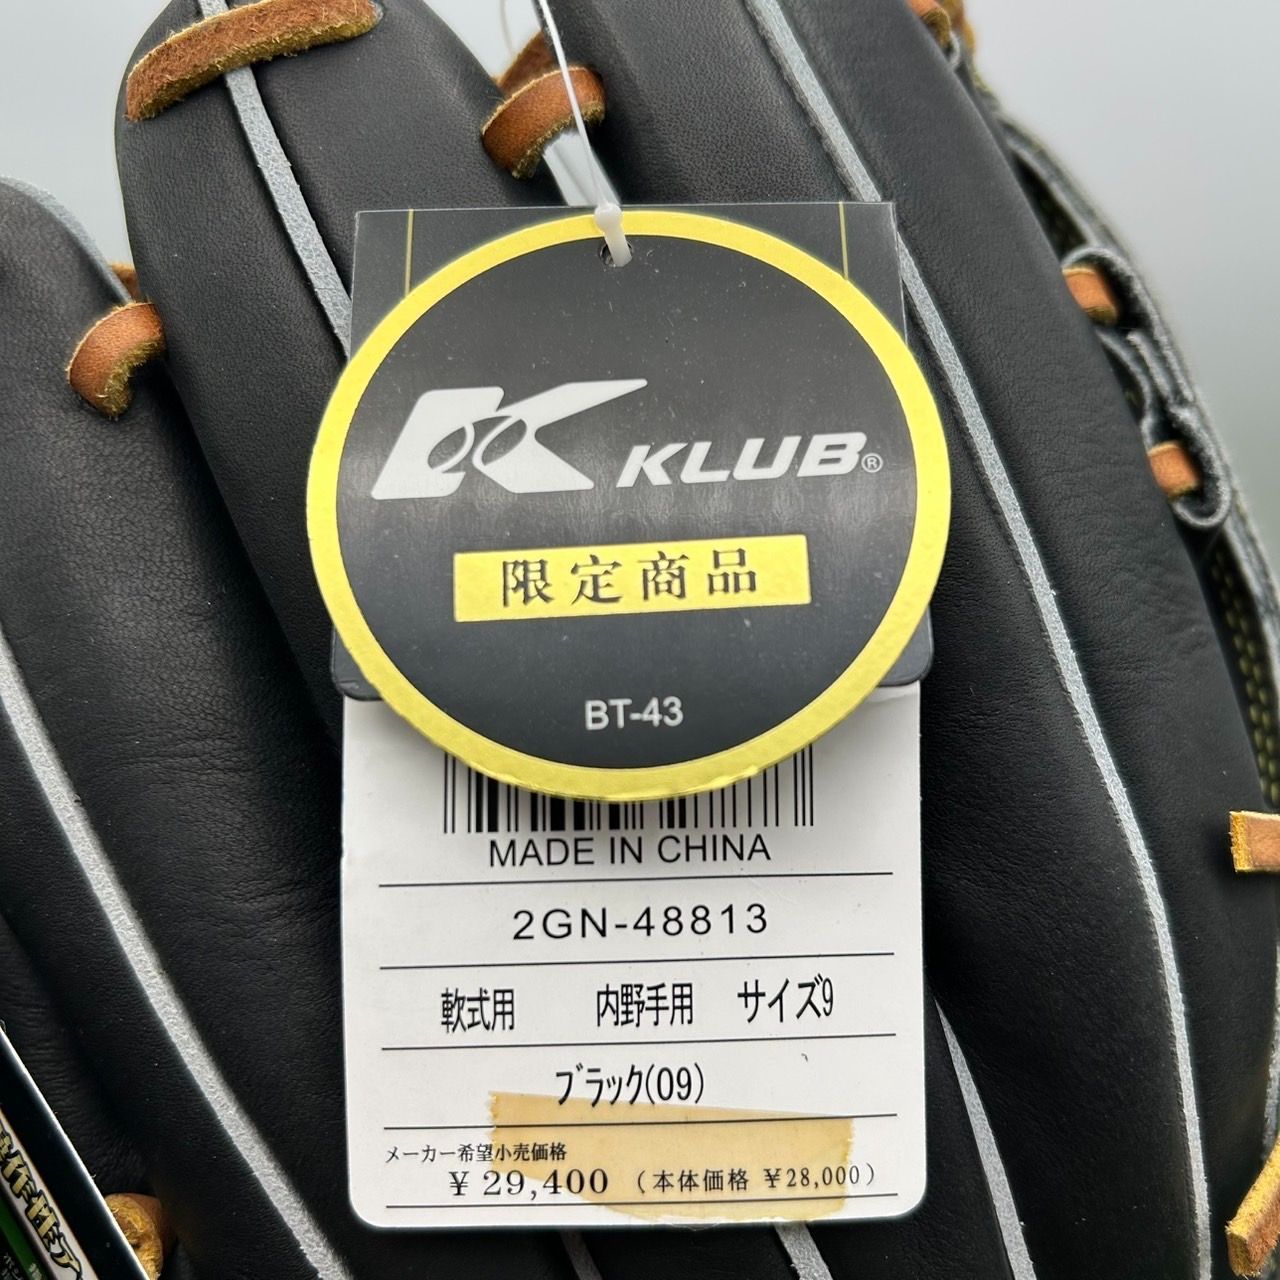 KLUB®
限定商品
BT-43
MADE IN CHINA
2GN-48813
軟式用 内野手用 サイズ9
ブラック(09)
メーカー希望小売価格
¥ 29,400 (本体価格 ¥28,000)